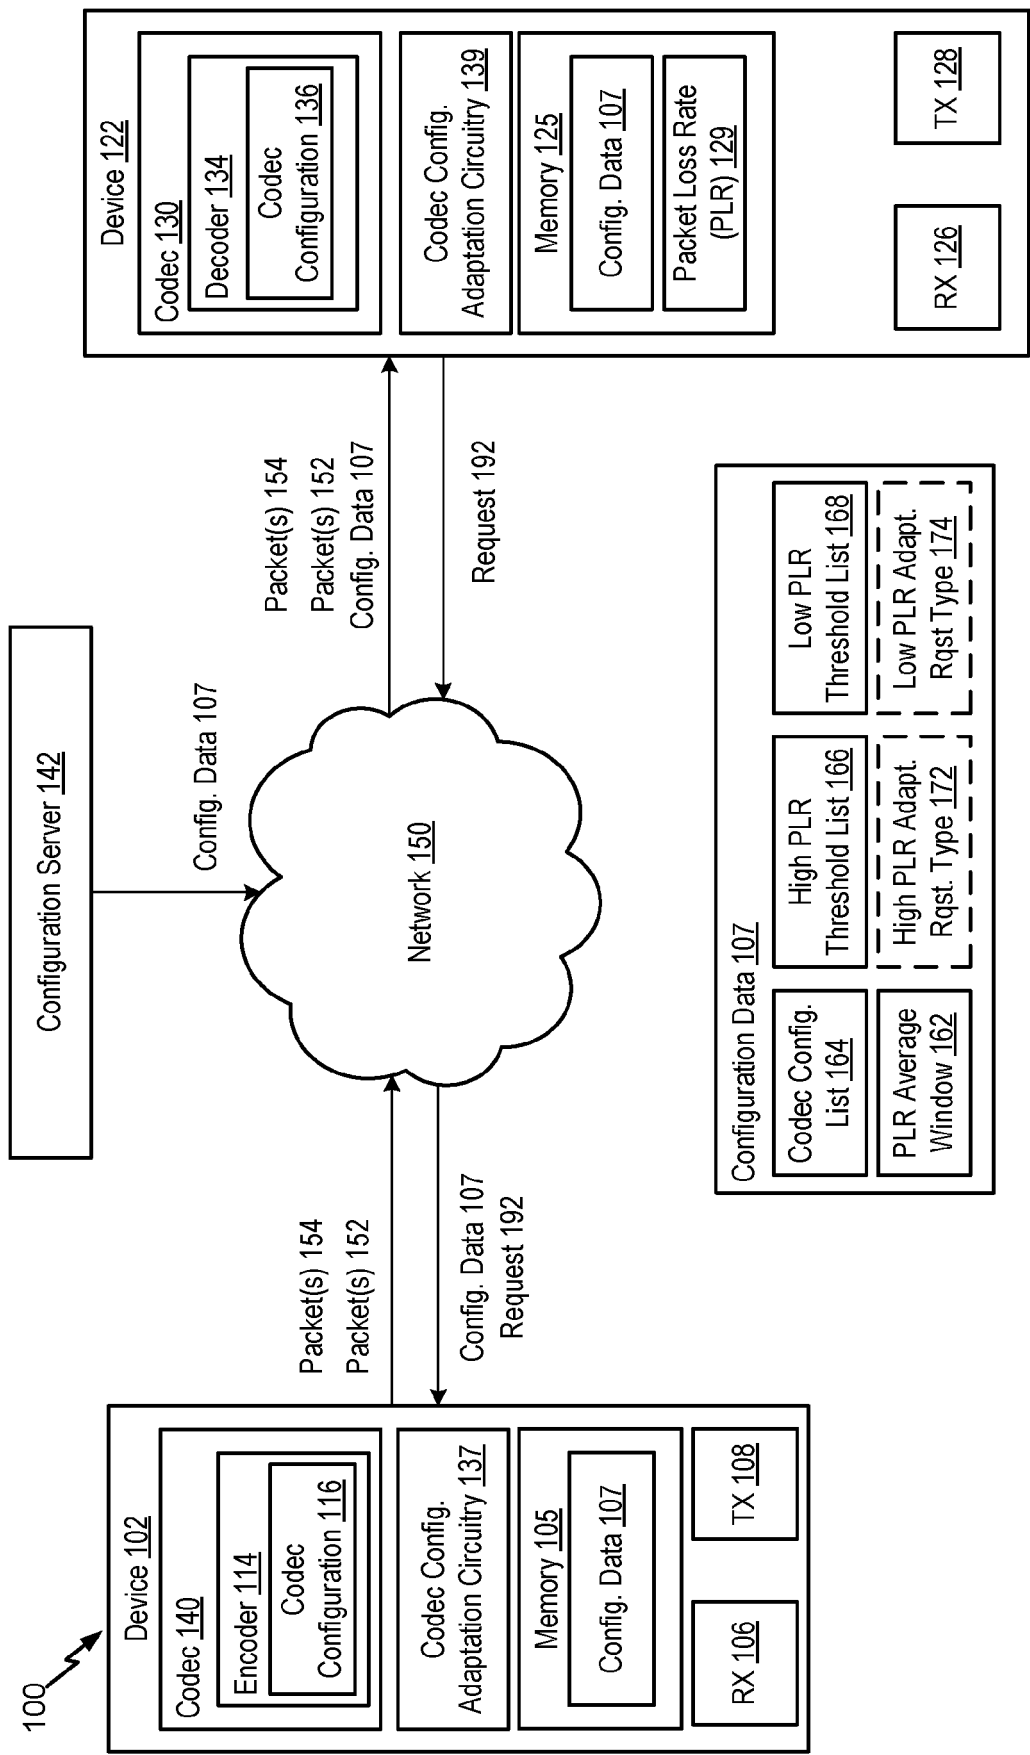 100
Configuration Server 142
Config. Data 107
Device 102
Codec 140
Encoder 114
Codec
Configuration 116
Codec Config.
Adaptation Circuitry 137
Memory 105
Config. Data 107
RX 106
TX 108
Packet(s) 154
Packet(s) 152
Config. Data 107
Request 192
Network 150
Packet(s) 154
Packet(s) 152
Config. Data 107
Request 192
Device 122
Codec 130
Decoder 134
Codec
Configuration 136
Codec Config.
Adaptation Circuitry 139
Memory 125
Config. Data 107
Packet Loss Rate
(PLR) 129
RX 126
TX 128
Configuration Data 107
Codec Config.
List 164
High PLR
Threshold List 166
Low PLR
Threshold List 168
PLR Average
Window 162
High PLR Adapt.
Rqst. Type 172
Low PLR Adapt.
Rqst Type 174